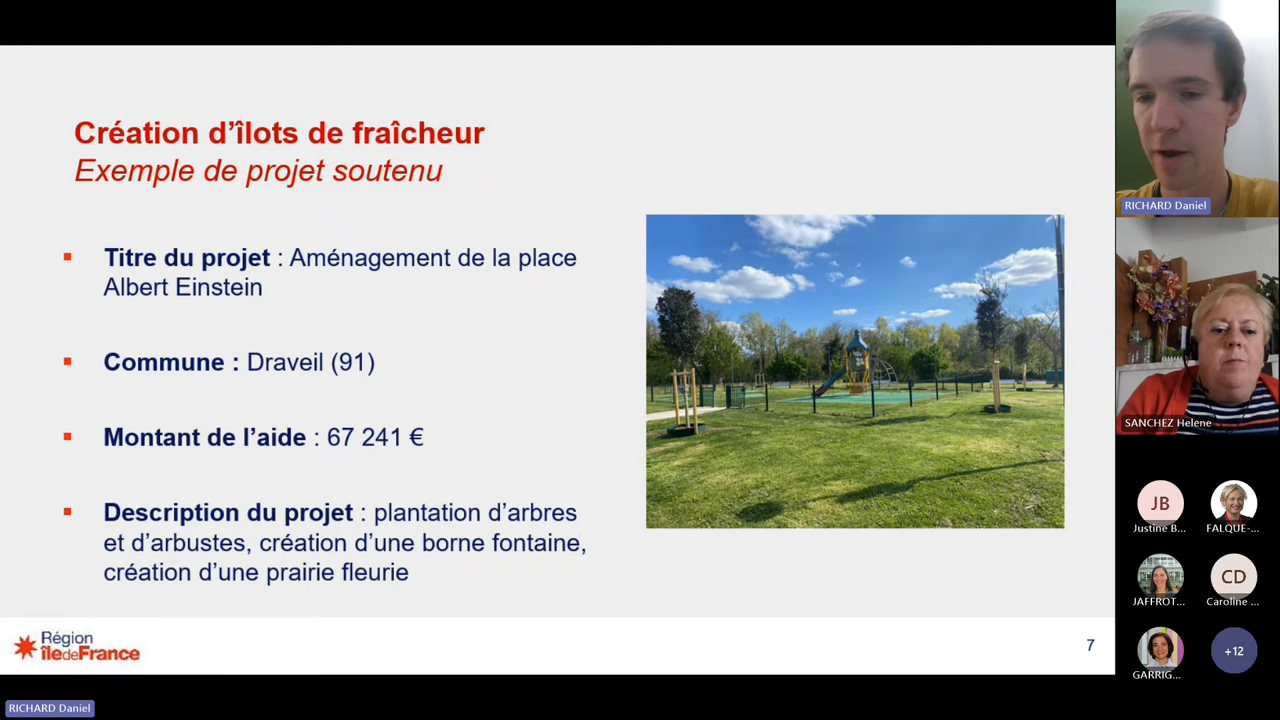 Création d'îlots de fraîcheur
Exemple de projet soutenu
Titre du projet : Aménagement de la place
Albert Einstein
Commune : Draveil (91)
Montant de l'aide : 67 241 €
Description du projet : plantation d'arbres
et d'arbustes, création d'une borne fontaine,
création d'une prairie fleurie
Région
îledeFrance
7
RICHARD Daniel
SANCHEZ Helene
JB
Justine B...
FALQUE-...
JAFFROT...
CD
Caroline ...
GARRIG...
+12
RICHARD Daniel